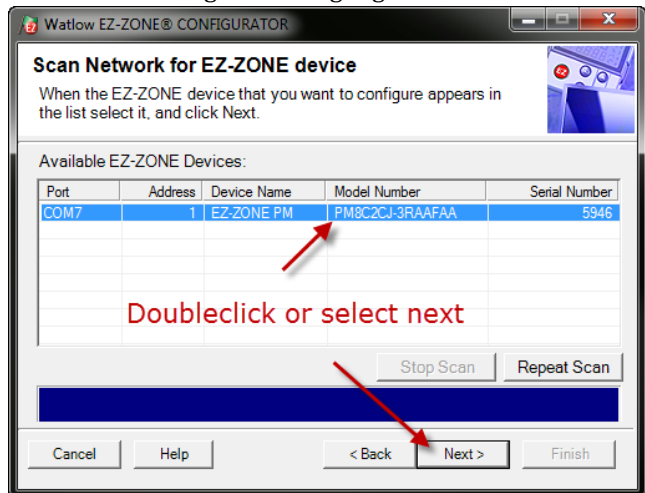 Watlow EZ-ZONE® CONFIGURATOR
Scan Network for EZ-ZONE device
When the EZ-ZONE device that you want to configure appears in
the list select it, and click Next.
Available EZ-ZONE Devices:
Port Address Device Name Model Number Serial Number
COM7 1 EZ-ZONE PM PM8C2CJ-3RAAFAA 5946
Doubleclick or select next
Stop Scan Repeat Scan
Cancel Help < Back Next > Finish